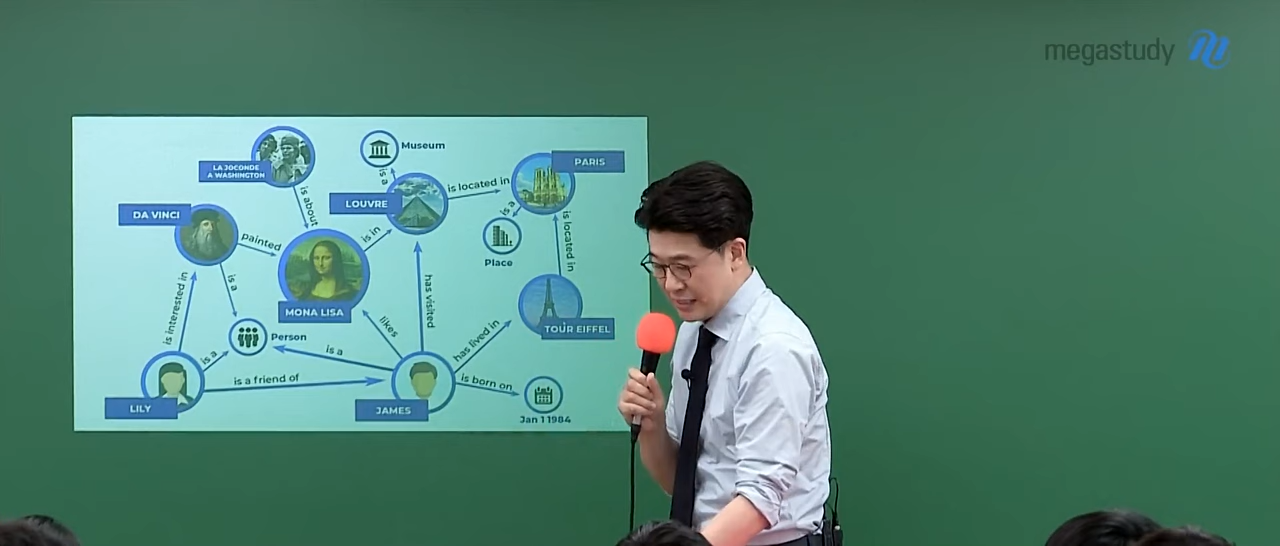 megastudy
LA JOCONDE
A WASHINGTON
Museum
is a
PARIS
is located in
LOUVRE
is about
DA VINCI
painted
is in
is a
Place
is located in
is a
is interested in
MONA LISA
has visited
TOUR EIFFEL
likes
has lived in
Person
is a
is a
is a friend of
is born on
LILY
JAMES
Jan 1 1984